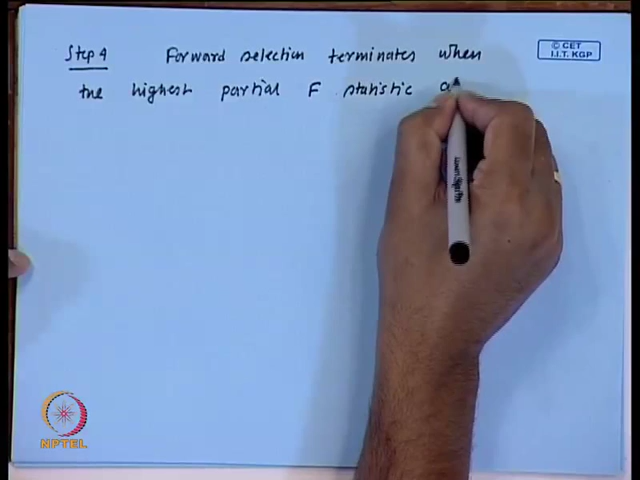 Step 4 Forward selection terminates when
the highest partial F statistic
© CET
I.I.T. KGP
NPTEL